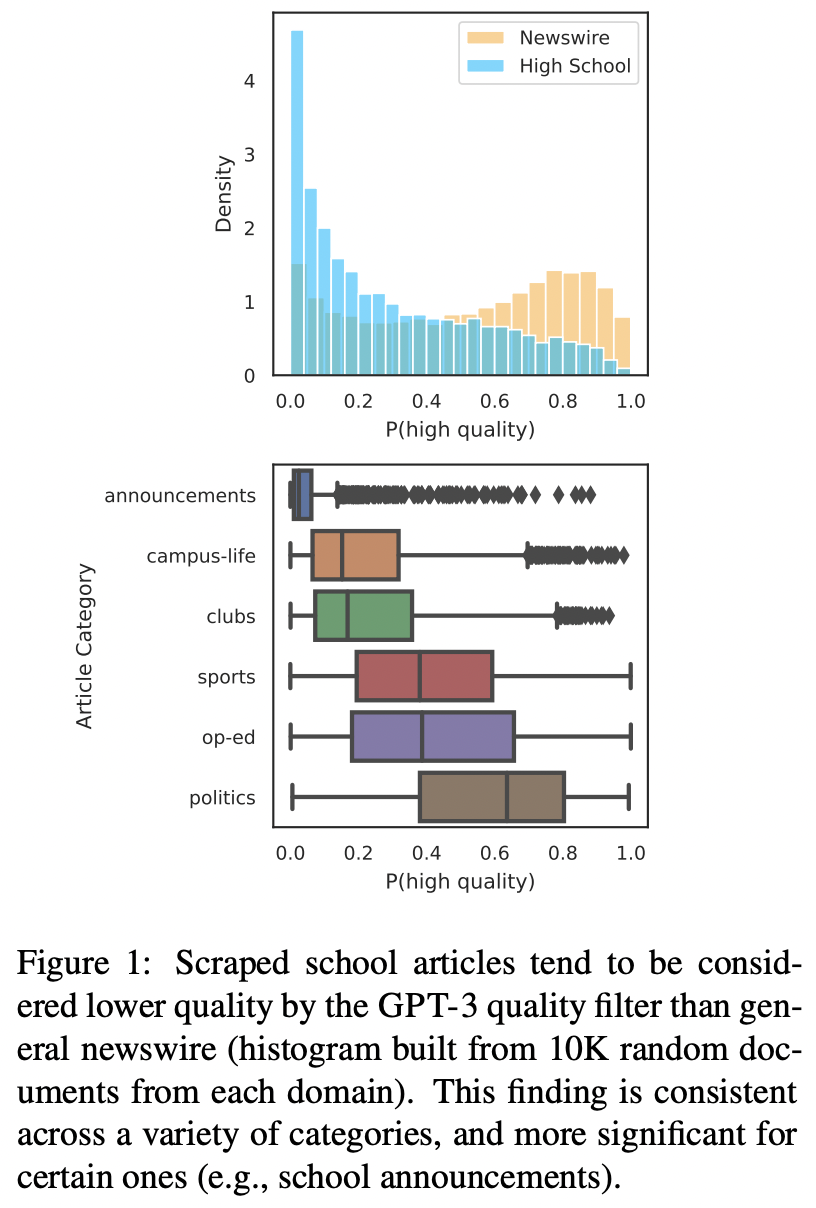 Newswire
High School
4
3
2
1
0
Density
0.0 0.2 0.4 0.6 0.8 1.0
P(high quality)
announcements
campus-life
clubs
sports
op-ed
politics
Article Category
0.0 0.2 0.4 0.6 0.8 1.0
P(high quality)
Figure 1: Scraped school articles tend to be consid-
ered lower quality by the GPT-3 quality filter than gen-
eral newswire (histogram built from 10K random doc-
uments from each domain). This finding is consistent
across a variety of categories, and more significant for
certain ones (e.g., school announcements).